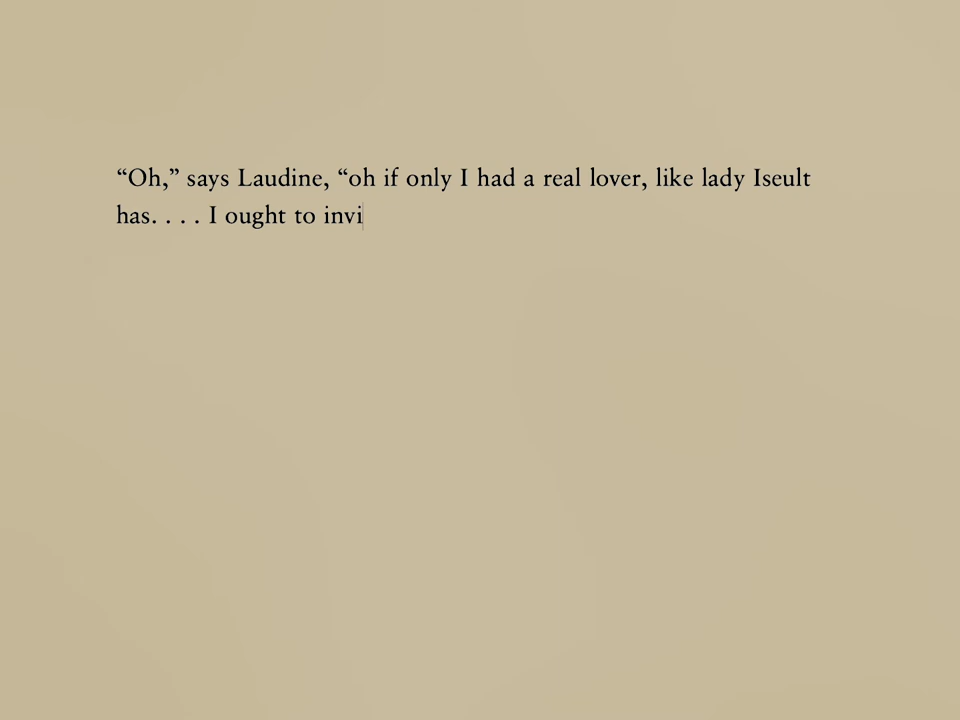 “Oh,” says Laudine, “oh if only I had a real lover, like lady Iseult
has. . . . I ought to invi